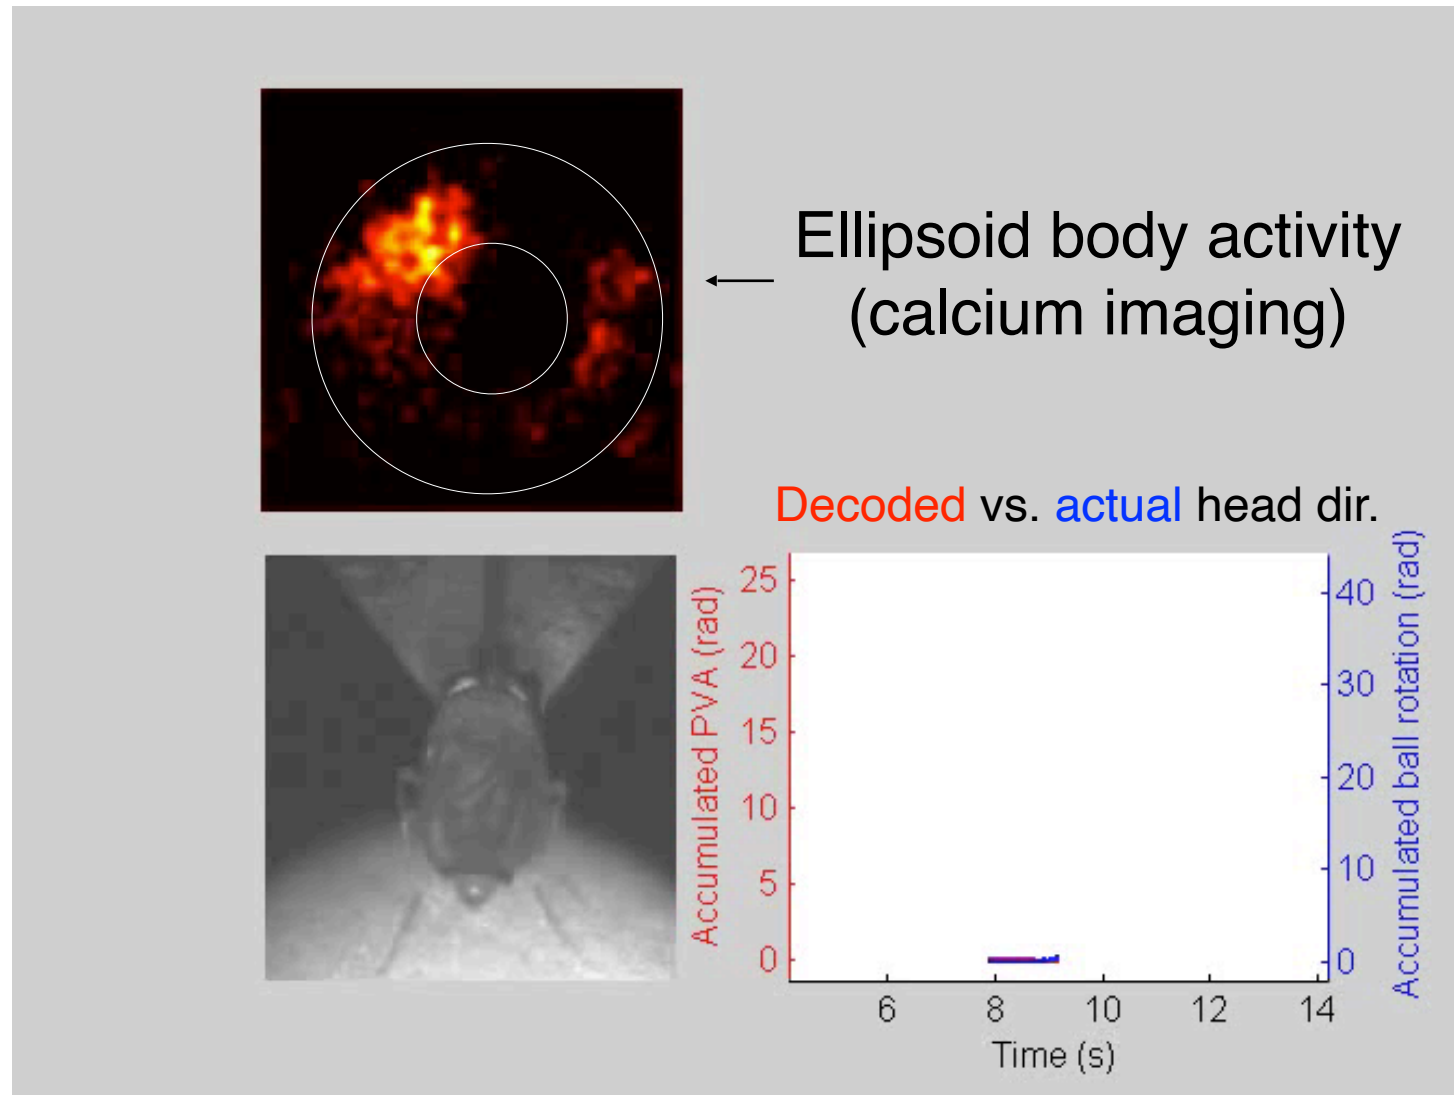 Ellipsoid body activity
(calcium imaging)
Decoded vs. actual head dir.
Accumulated PVA (rad)
25
20
15
10
5
0
40
30
20
10
0
Accumulated ball rotation (rad)
6 8 10 12 14
Time (s)